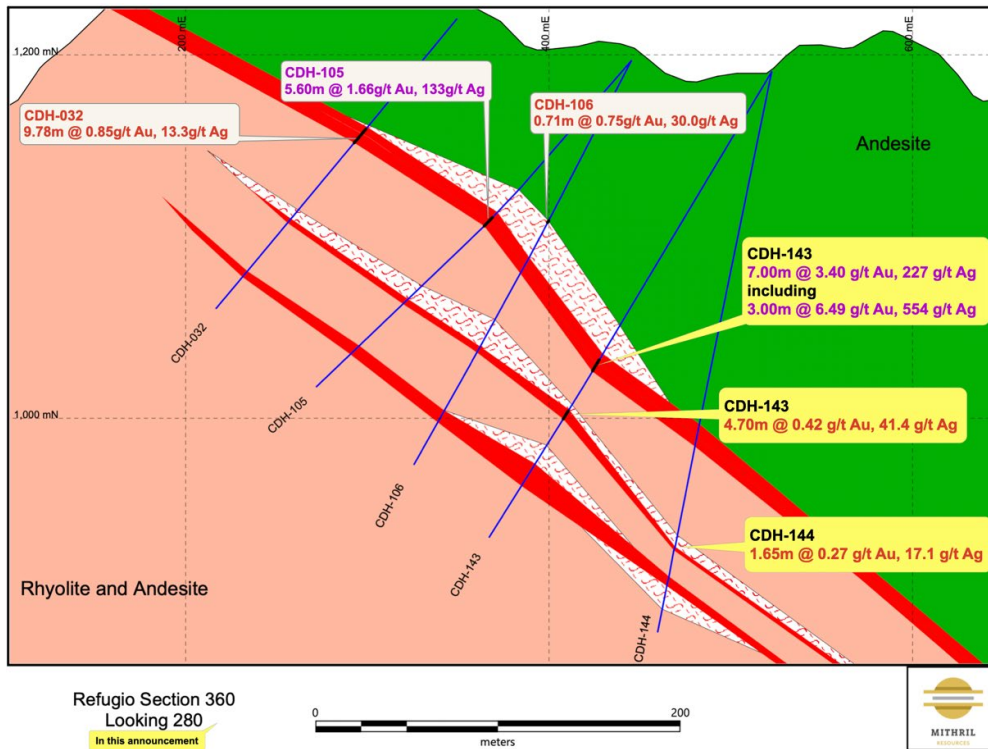 200 mE
400 mE
600 mE
1,200 mN
CDH-105
5.60m @ 1.66g/t Au, 133g/t Ag
CDH-032
9.78m @ 0.85g/t Au, 13.3g/t Ag
CDH-106
0.71m @ 0.75g/t Au, 30.0g/t Ag
Andesite
CDH-143
7.00m @ 3.40 g/t Au, 227 g/t Ag
including
3.00m @ 6.49 g/t Au, 554 g/t Ag
CDH-032
CDH-105
1,000 mN
CDH-143
4.70m @ 0.42 g/t Au, 41.4 g/t Ag
CDH-106
CDH-143
CDH-144
1.65m @ 0.27 g/t Au, 17.1 g/t Ag
Rhyolite and Andesite
CDH-144
Refugio Section 360
Looking 280
In this announcement
0
200
meters
MITHRIL
RESOURCES